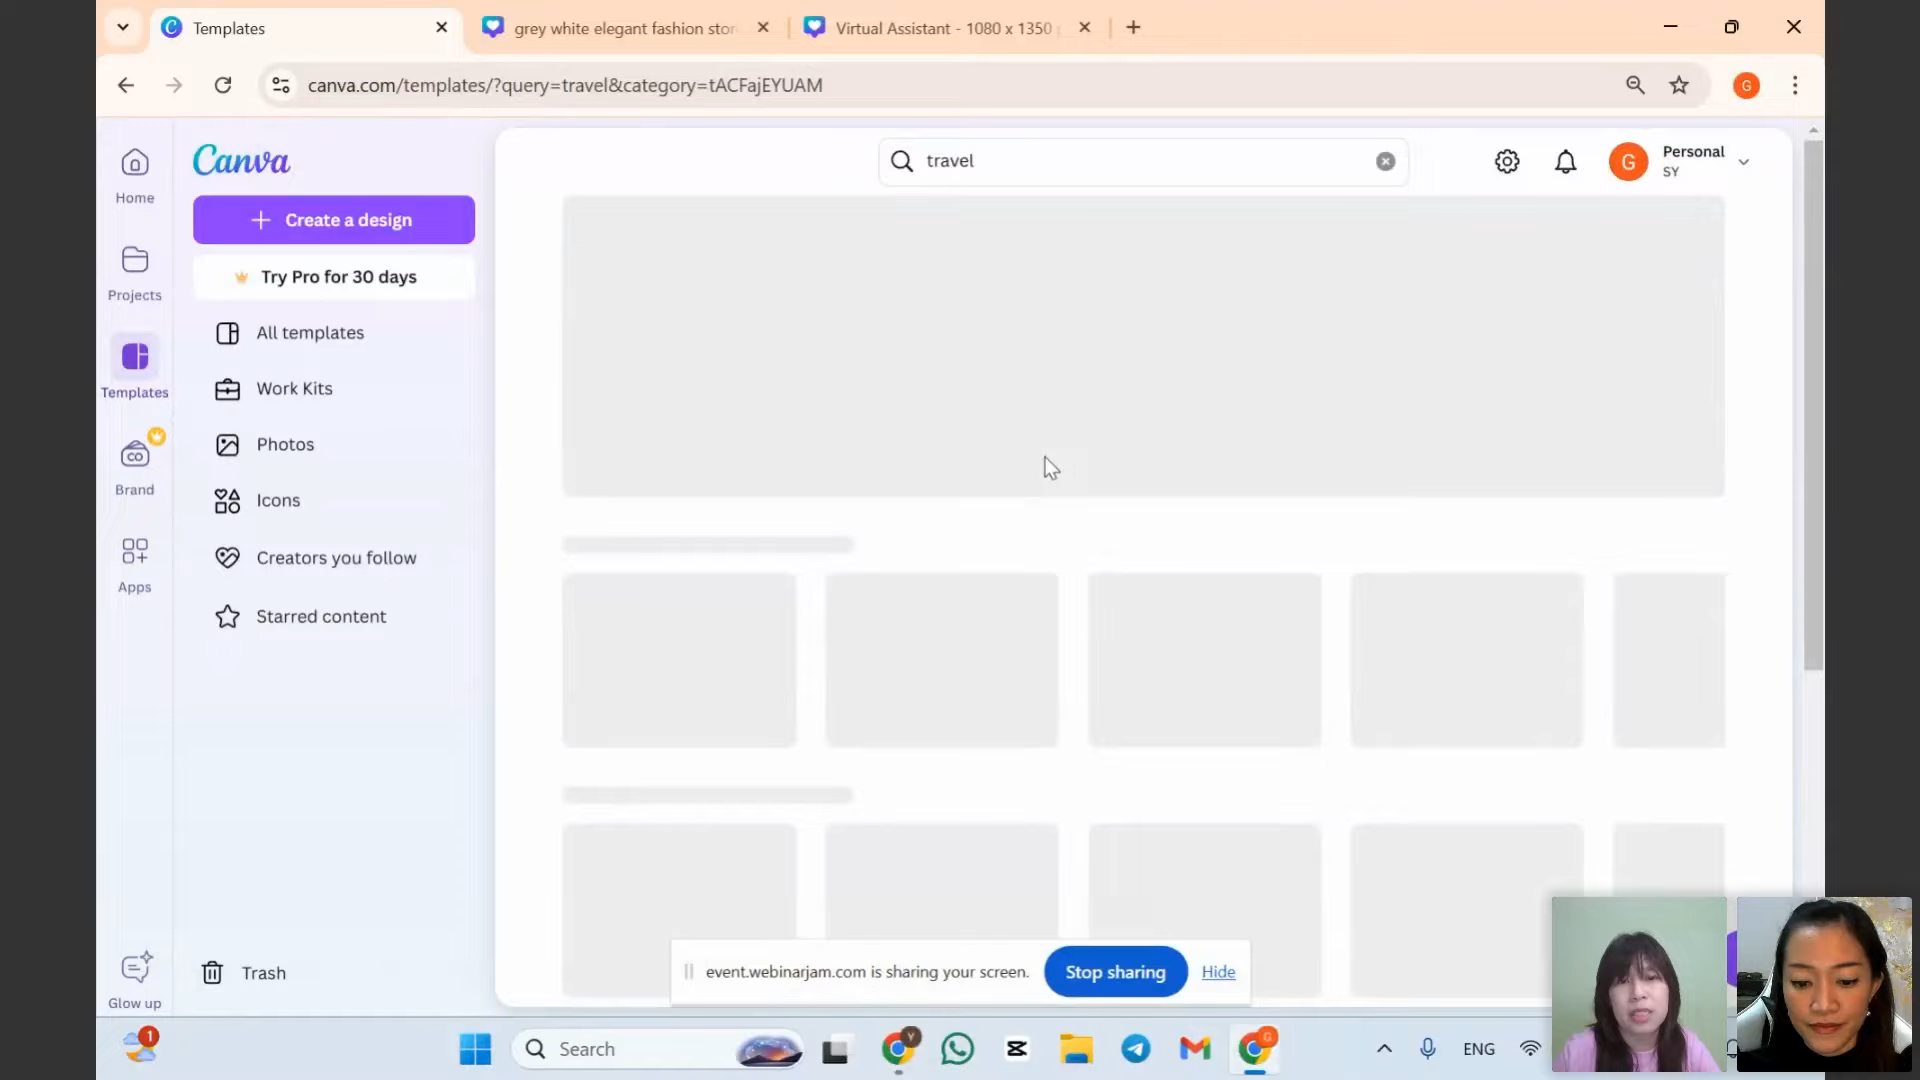 Templates
grey white elegant fashion stor
Virtual Assistant - 1080 x 1350
canva.com/templates/?query=travel&category=tACFajEYUAM
G
Canva
travel
G
Personal
SY
Home
Create a design
Projects
Try Pro for 30 days
All templates
Templates
Work Kits
Photos
CO
Brand
Icons
Creators you follow
Apps
Starred content
Trash
Glow up
event.webinarjam.com is sharing your screen.
Stop sharing
Hide
1
Search
Y
G
ENG